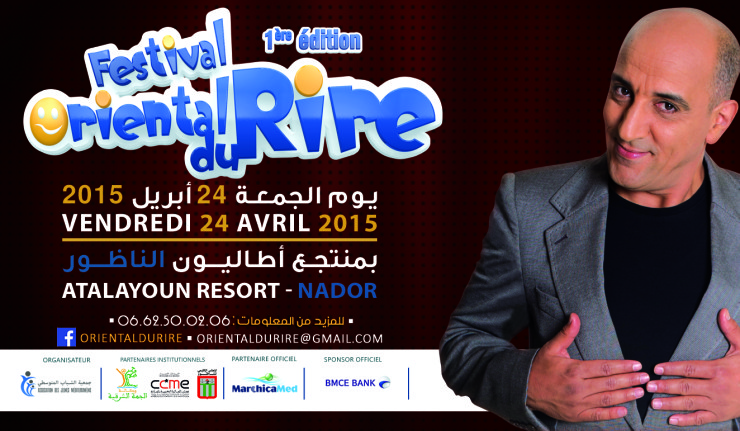 1ère édition
Festival
Oriental
du Rire
يوم الجمعة 24 أبريل 2015
VENDREDI 24 AVRIL 2015
بمنتجع أطاليون الناظور
ATALAYOUN RESORT - NADOR
▪ للمزيد من المعلومات : 06.62.50.02.06 ▪
f ORIENTALDURIRE ▪ ORIENTALDURIRE@GMAIL.COM
ORGANISATEUR
PARTENAIRES INSTITUTIONNELS
PARTENAIRE OFFICIEL
SPONSOR OFFICIEL
جمعية الشباب المتوسطي
ASSOCIATION DES JEUNES MEDITERRANEENS
الجهة الشرقية
ccme
MarchicaMed
BMCE BANK